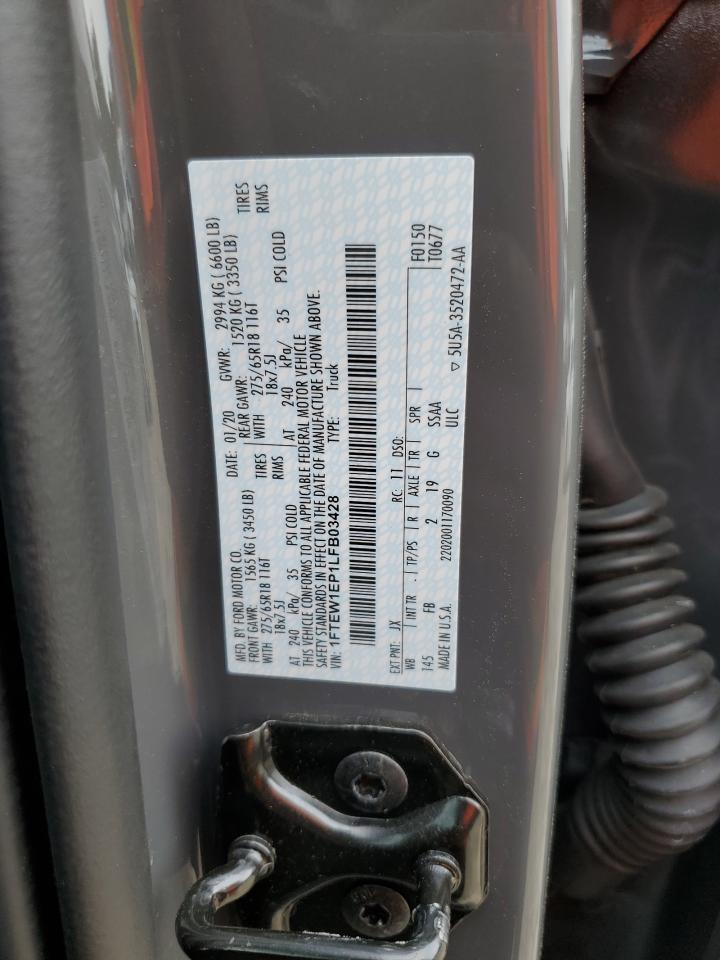 MFD. BY FORD MOTOR CO.
DATE: 01/20 GVWR: 2994 KG ( 6600 LB)
FRONT GAWR: 1565 KG (3450 LB) REAR GAWR: 1520 KG ( 3350 LB)
WITH 275/65R18 116T TIRES WITH 275/65R18 116T TIRES
18x7.5J RIMS 18x7.5J RIMS
AT 240 kPa/ 35 PSI COLD AT 240 kPa/ 35 PSI COLD
THIS VEHICLE CONFORMS TO ALL APPLICABLE FEDERAL MOTOR VEHICLE
SAFETY STANDARDS IN EFFECT ON THE DATE OF MANUFACTURE SHOWN ABOVE.
VIN: 1FTEW1EP1LFB03428 TYPE: Truck
EXT PNT: JX RC: 11 DSO: F0150
WB INT TR TP/PS R AXLE TR SPR T0677
145 FB 2 19 G SSAA
MADE IN U.S.A. 2202001170090 ULC ▽ 5U5A-3520472-AA